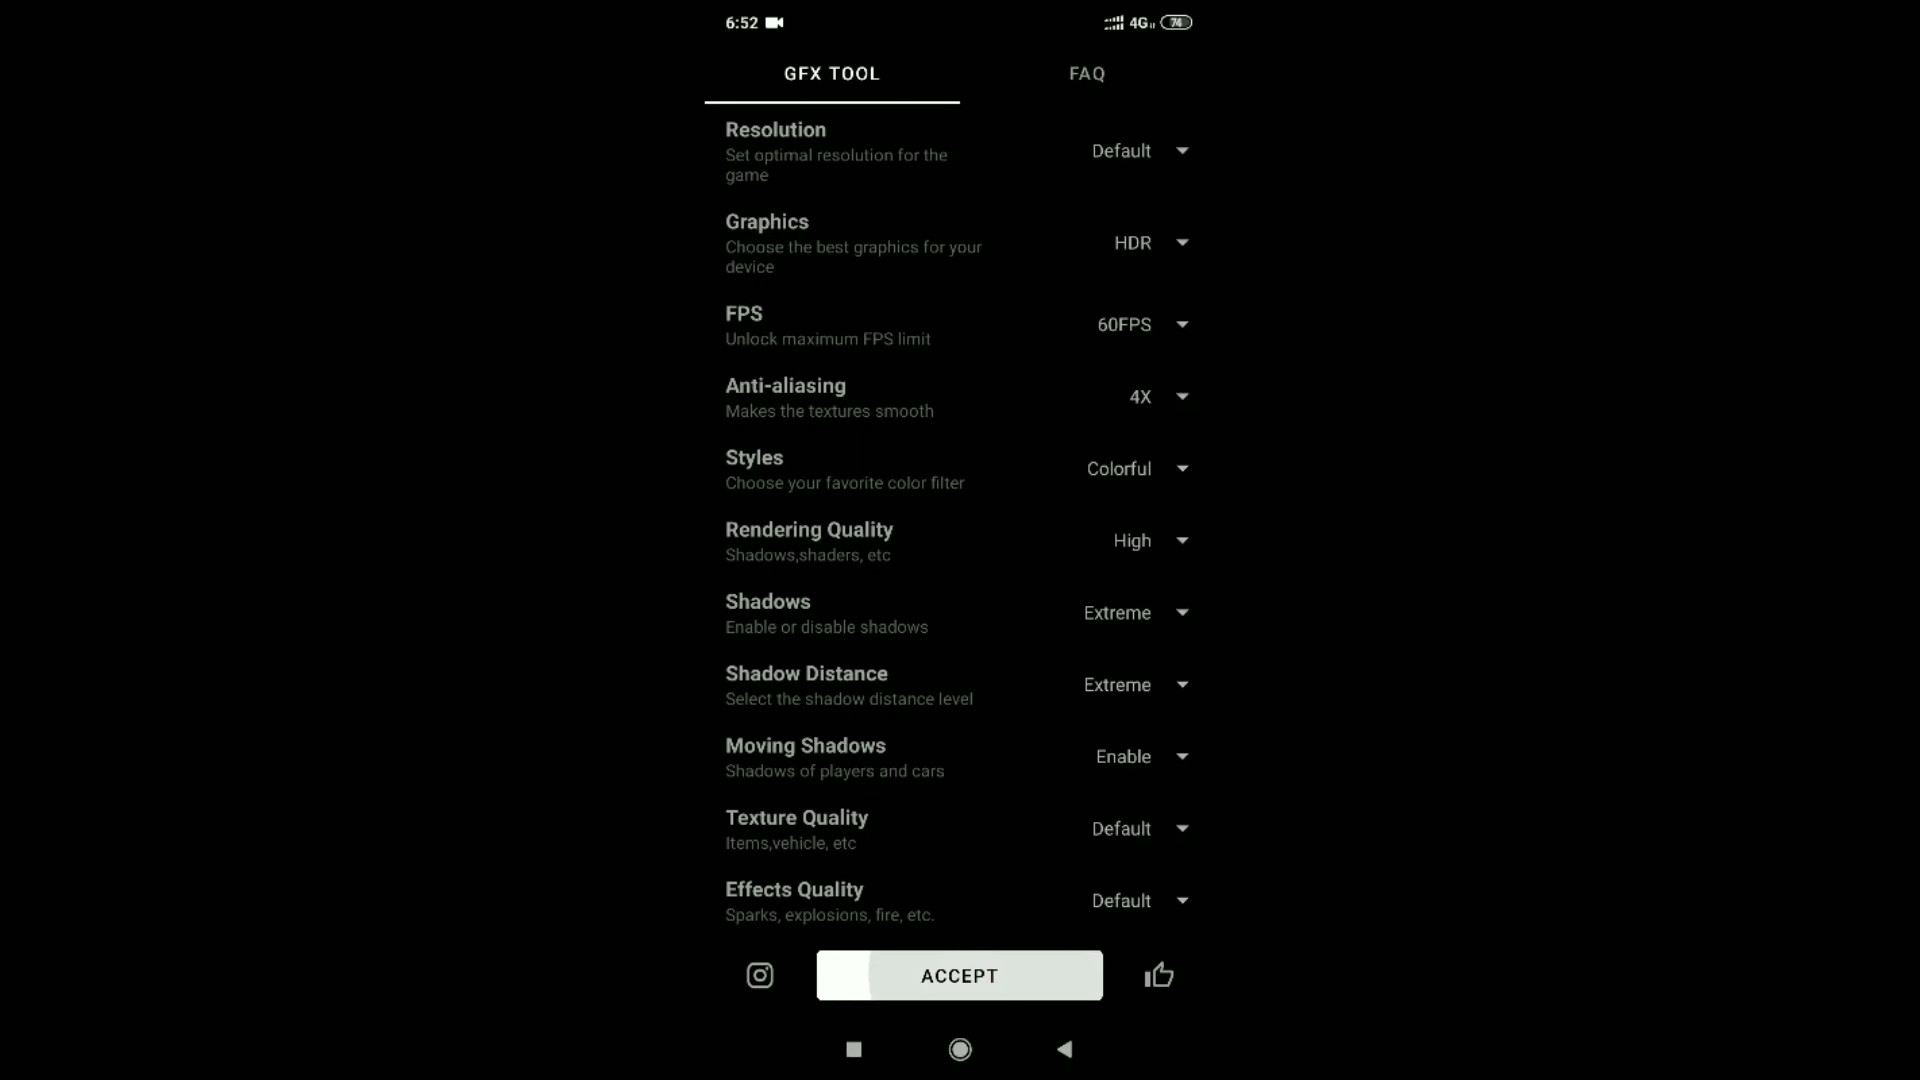 6:52 4G 74
GFX TOOL FAQ
Resolution
Set optimal resolution for the
game
Default
Graphics
Choose the best graphics for your
device
HDR
FPS
Unlock maximum FPS limit
60FPS
Anti-aliasing
Makes the textures smooth
4X
Styles
Choose your favorite color filter
Colorful
Rendering Quality
Shadows,shaders, etc
High
Shadows
Enable or disable shadows
Extreme
Shadow Distance
Select the shadow distance level
Extreme
Moving Shadows
Shadows of players and cars
Enable
Texture Quality
Items,vehicle, etc
Default
Effects Quality
Sparks, explosions, fire, etc.
Default
ACCEPT